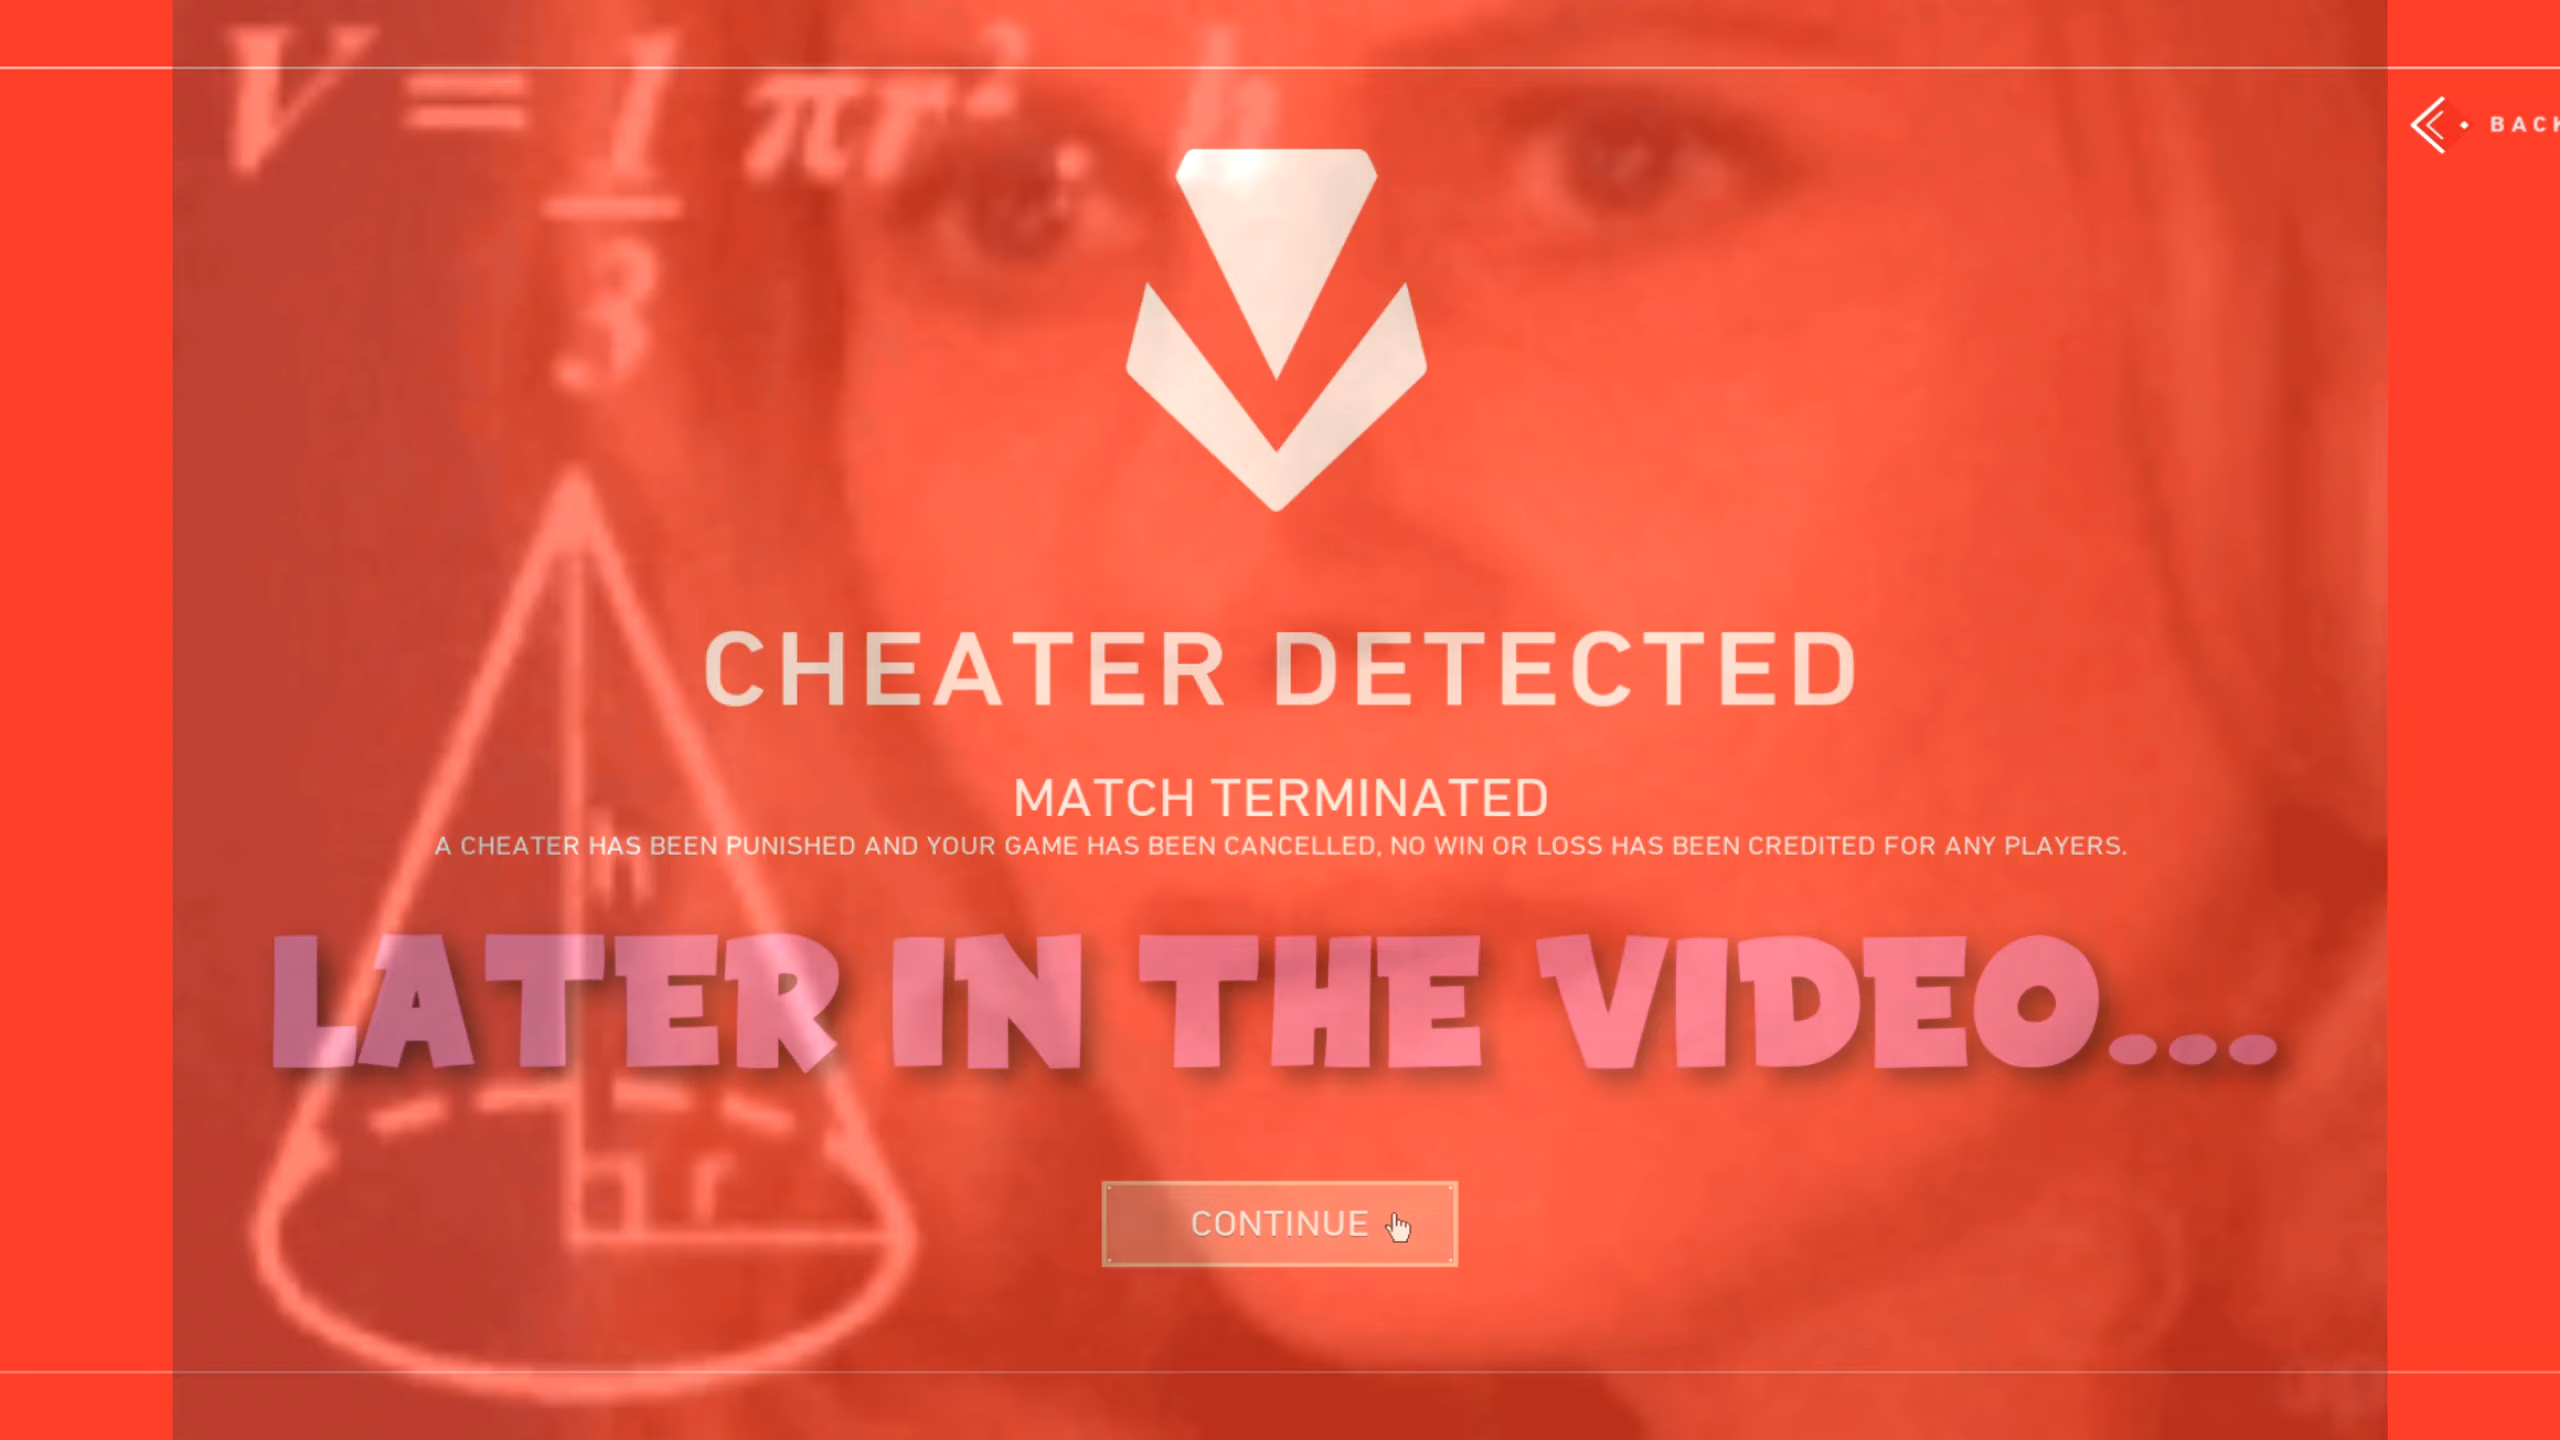 V = 1/3 πr² · h
BACK
CHEATER DETECTED
MATCH TERMINATED
A CHEATER HAS BEEN PUNISHED AND YOUR GAME HAS BEEN CANCELLED, NO WIN OR LOSS HAS BEEN CREDITED FOR ANY PLAYERS.
h
LATER IN THE VIDEO...
r
CONTINUE